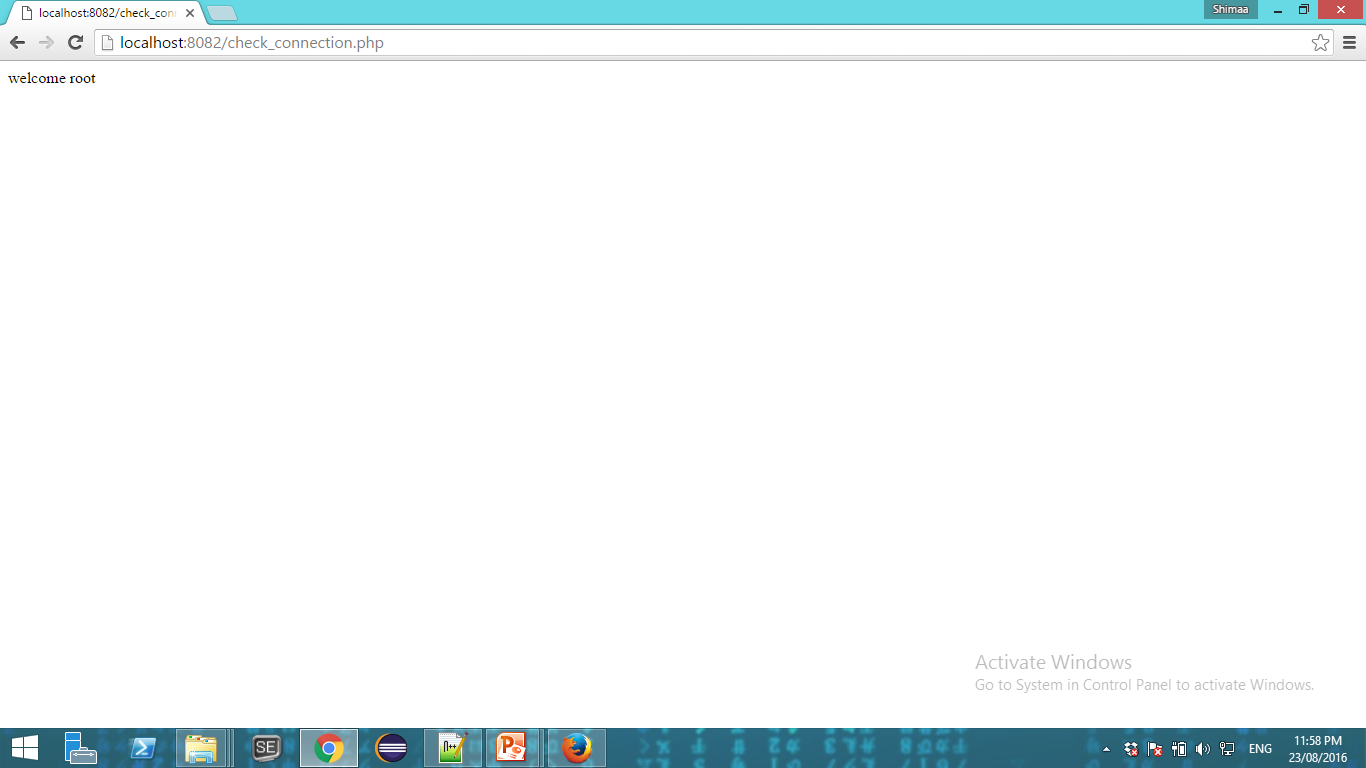 localhost:8082/check_con
Shimaa
localhost:8082/check_connection.php
welcome root
Activate Windows
Go to System in Control Panel to activate Windows.
SE
ENG
11:58 PM
23/08/2016